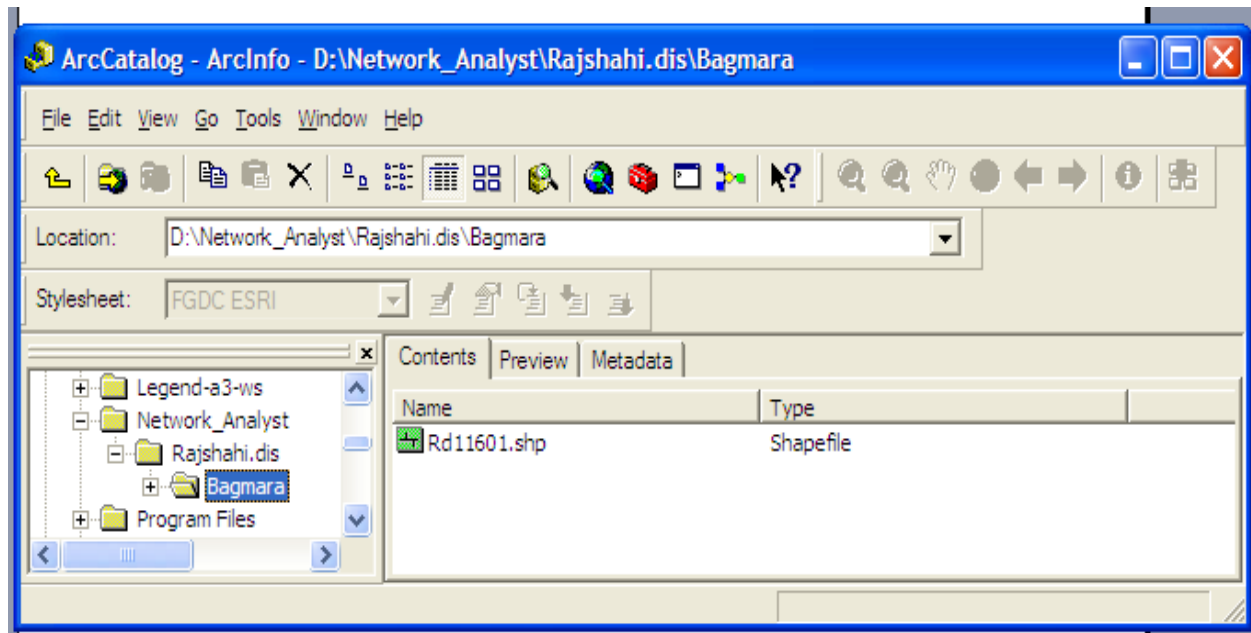 ArcCatalog - ArcInfo - D:\Network_Analyst\Rajshahi.dis\Bagmara
File Edit View Go Tools Window Help
Location: D:\Network_Analyst\Rajshahi.dis\Bagmara
Stylesheet: FGDC ESRI
Contents Preview Metadata
Legend-a3-ws
Network_Analyst
Rajshahi.dis
Bagmara
Program Files
Name Type
Rd11601.shp Shapefile